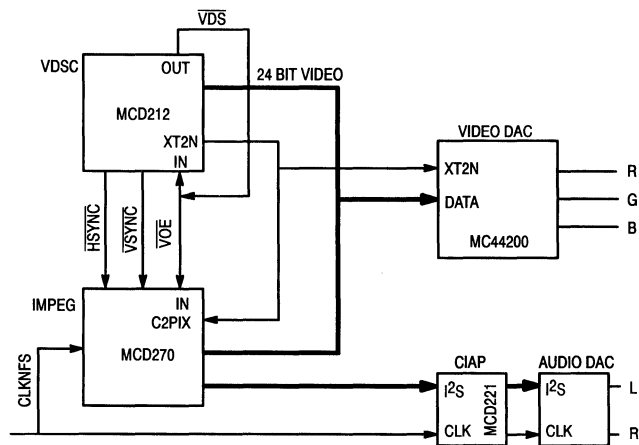 VDS
VDSC
OUT
24 BIT VIDEO
MCD212
VIDEO DAC
XT2N
IN
XT2N
R
DATA
G
B
MC44200
HSYNC
VSYNC
VOE
IMPEG
IN
C2PIX
MCD270
CLKNFS
CIAP
AUDIO DAC
I²S
MCD221
I²S
L
CLK
CLK
R